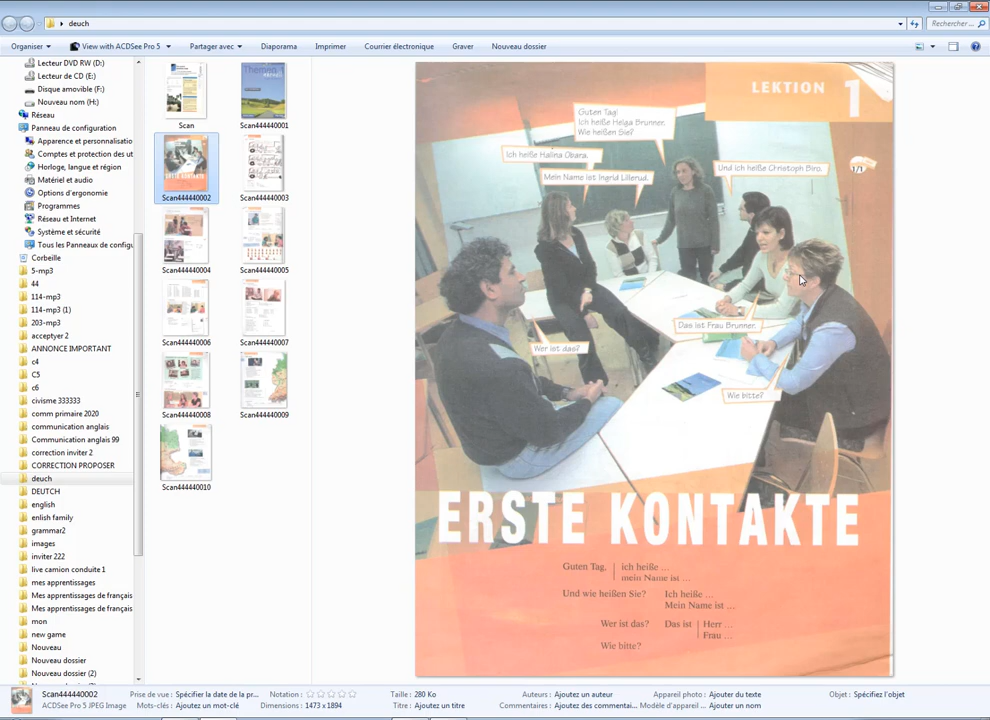 deuch
Rechercher ...
Organiser
View with ACDSee Pro 5
Partager avec
Diaporama
Imprimer
Courrier électronique
Graver
Nouveau dossier
Lecteur DVD RW (D:)
Lecteur de CD (E:)
Disque amovible (F:)
Nouveau nom (H:)
Réseau
Panneau de configuration
Apparence et personnalisatio
Comptes et protection des ut
Horloge, langue et région
Matériel et audio
Options d'ergonomie
Programmes
Réseau et Internet
Système et sécurité
Tous les Panneaux de configu
Corbeille
5-mp3
44
114-mp3
114-mp3 (1)
203-mp3
acceptyer 2
ANNONCE IMPORTANT
c4
C5
c6
civisme 333333
comm primaire 2020
communication anglais
Communication anglais 99
correction inviter 2
CORRECTION PROPOSER
deuch
DEUTCH
english
enlish family
grammar2
images
inviter 222
live camion conduite 1
mes apprentissages
Mes apprentissages de français
Mes apprentissages de français
mon
new game
Nouveau
Nouveau dossier
Nouveau dossier (2)
Scan
Scan444440001
Scan444440002
Scan444440003
Scan444440004
Scan444440005
Scan444440006
Scan444440007
Scan444440008
Scan444440009
Scan444440010
Themen
LEKTION 1
Guten Tag!
Ich heiße Helga Brunner.
Wie heißen Sie?
Ich heiße Halina Obara.
Mein Name ist Ingrid Lillerud.
Und ich heiße Christoph Biro.
1/1
Das ist Frau Brunner.
Wer ist das?
Wie bitte?
ERSTE KONTAKTE
Guten Tag, ich heiße ...
mein Name ist ...
Und wie heißen Sie? Ich heiße ...
Mein Name ist ...
Wer ist das? Das ist Herr ...
Frau ...
Wie bitte?
Scan444440002
ACDSee Pro 5 JPEG Image
Prise de vue : Spécifier la date de la pr...
Mots-clés : Ajoutez un mot-clé
Notation :
Dimensions : 1473 x 1894
Taille : 280 Ko
Titre : Ajoutez un titre
Auteurs : Ajoutez un auteur
Commentaires : Ajoutez des commentai...
Appareil photo : Ajouter du texte
Modèle d'appareil ... Ajouter un nom
Objet : Spécifiez l'objet